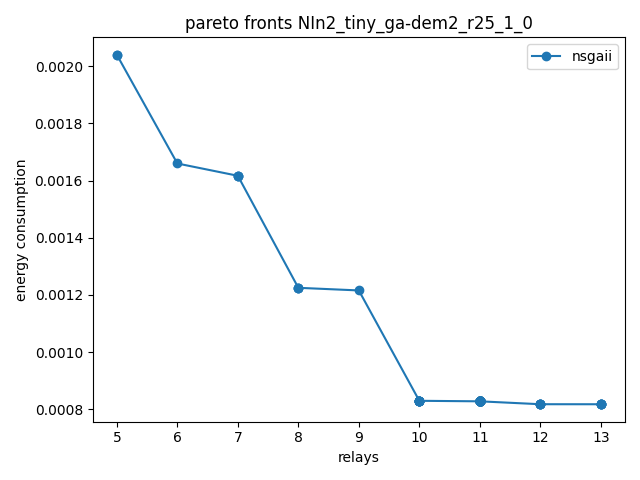 pareto fronts NIn2_tiny_ga-dem2_r25_1_0
nsgaii
energy consumption
0.0020
0.0018
0.0016
0.0014
0.0012
0.0010
0.0008
5 6 7 8 9 10 11 12 13
relays